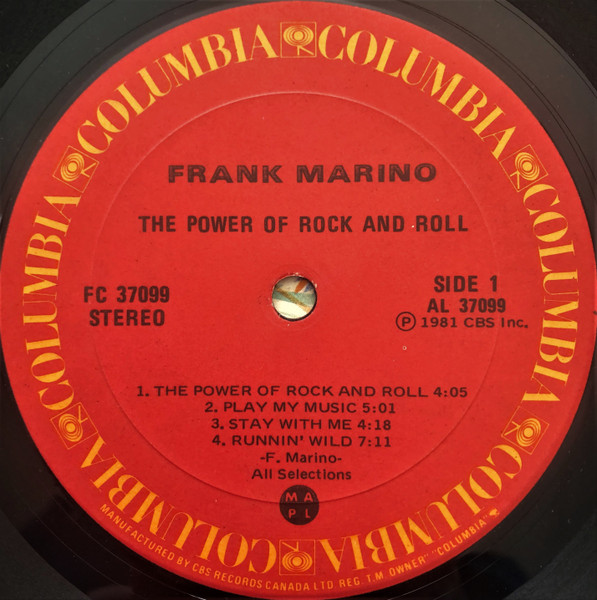 COLUMBIA COLUMBIA COLUMBIA COLUMBIA COLUMBIA COLUMBIA
FRANK MARINO
THE POWER OF ROCK AND ROLL
FC 37099
STEREO
SIDE 1
AL 37099
Ⓟ 1981 CBS Inc.
1. THE POWER OF ROCK AND ROLL 4:05
2. PLAY MY MUSIC 5:01
3. STAY WITH ME 4:18
4. RUNNIN' WILD 7:11
-F. Marino-
All Selections
M A
P L
MANUFACTURED BY CBS RECORDS CANADA LTD. REG. T.M. OWNER "COLUMBIA"